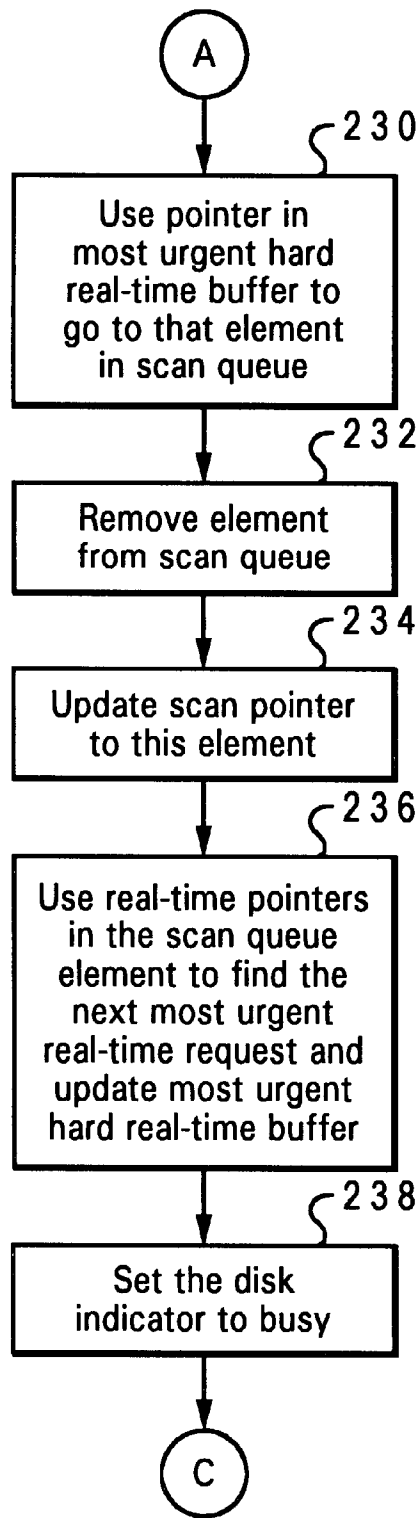 A
230
Use pointer in
most urgent hard
real-time buffer to
go to that element
in scan queue
232
Remove element
from scan queue
234
Update scan pointer
to this element
236
Use real-time pointers
in the scan queue
element to find the
next most urgent
real-time request and
update most urgent
hard real-time buffer
238
Set the disk
indicator to busy
C